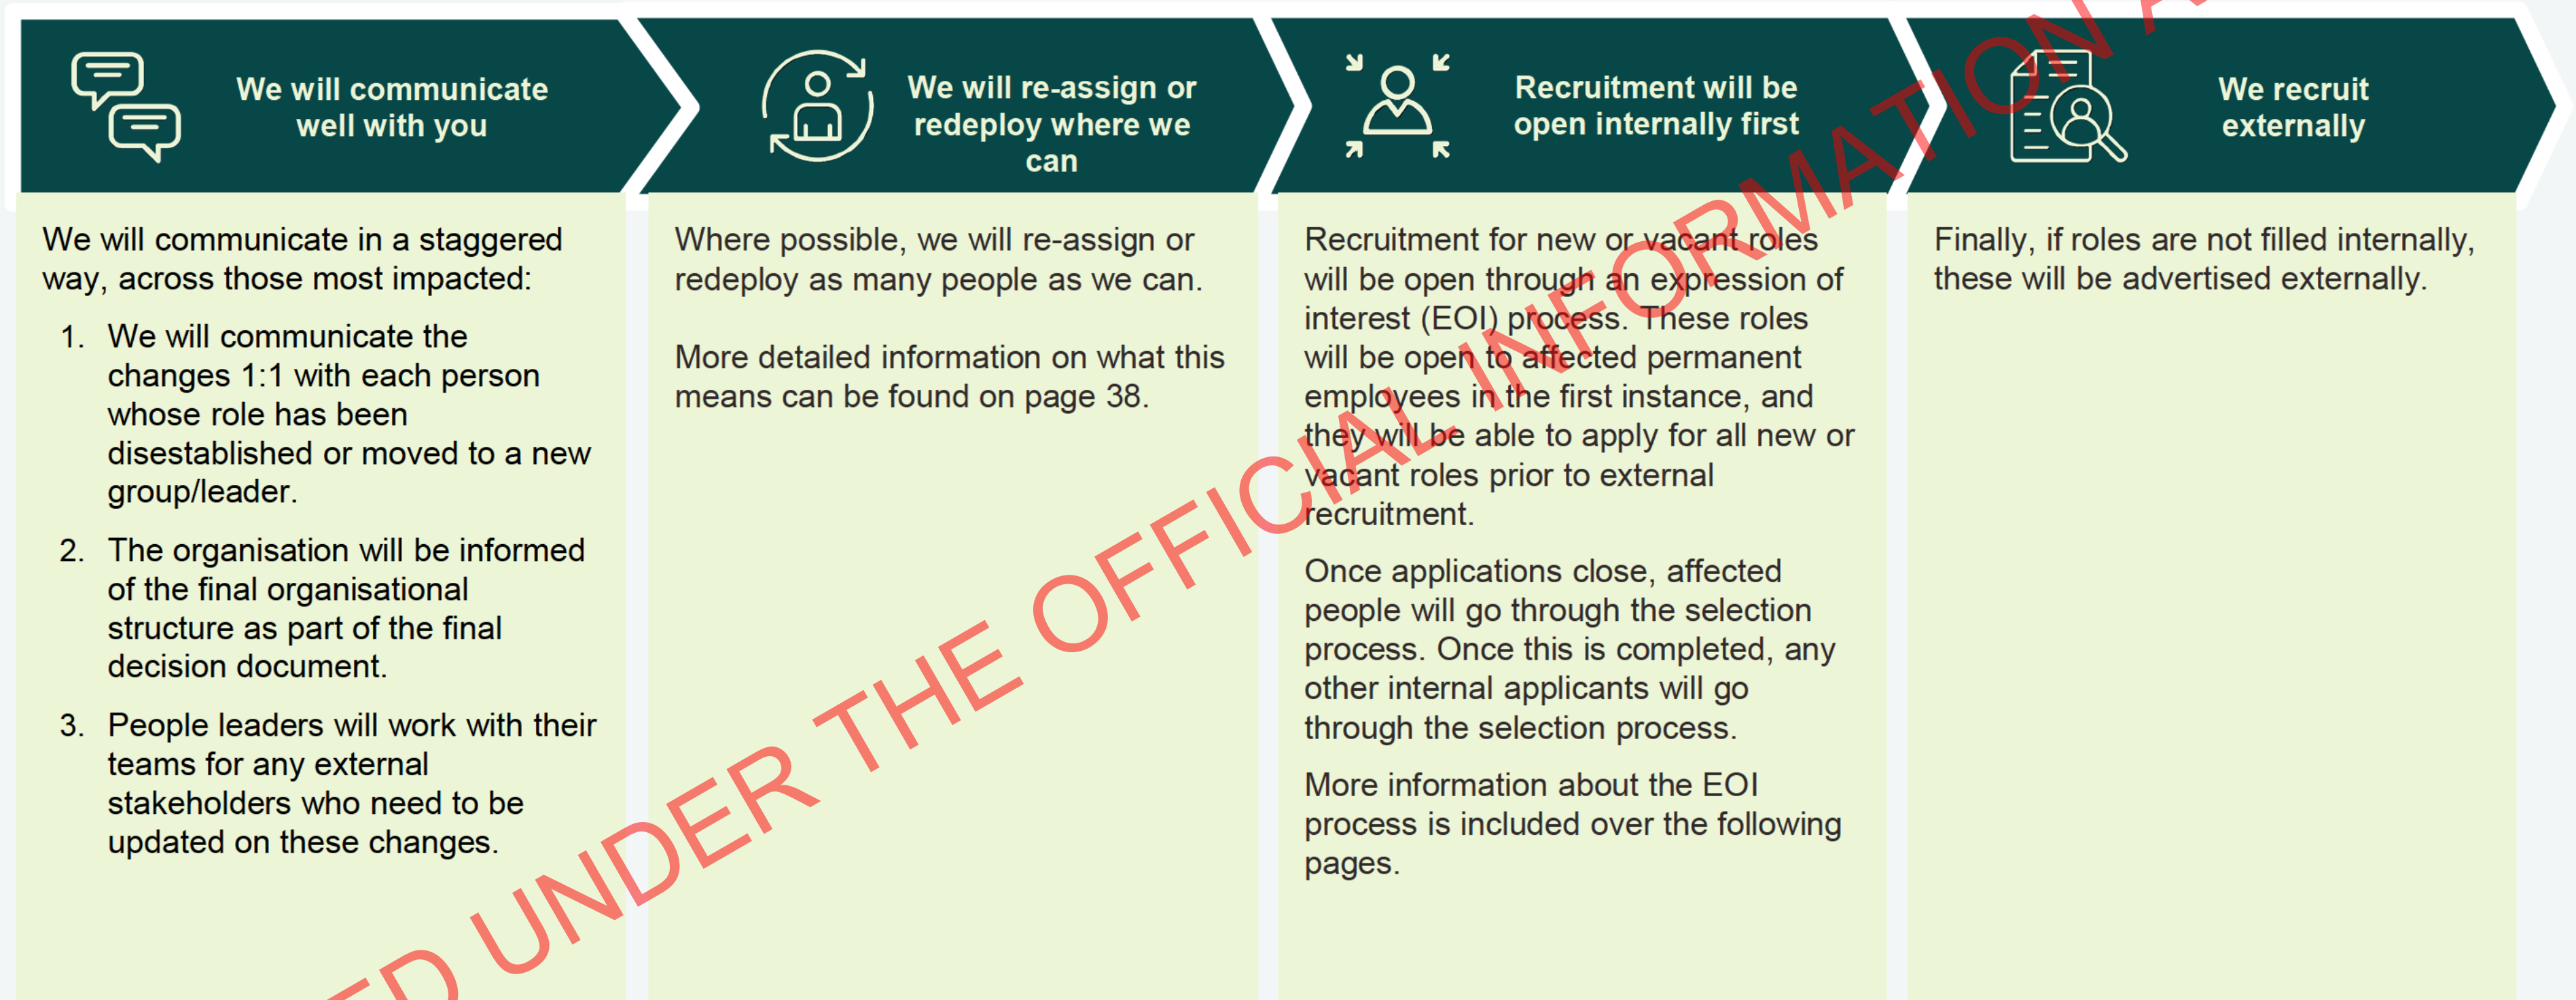 We will communicate
well with you
We will re-assign or
redeploy where we
can
Recruitment will be
open internally first
We recruit
externally
We will communicate in a staggered
way, across those most impacted:
1. We will communicate the
changes 1:1 with each person
whose role has been
disestablished or moved to a new
group/leader.
2. The organisation will be informed
of the final organisational
structure as part of the final
decision document.
3. People leaders will work with their
teams for any external
stakeholders who need to be
updated on these changes.
Where possible, we will re-assign or
redeploy as many people as we can.
More detailed information on what this
means can be found on page 38.
Recruitment for new or vacant roles
will be open through an expression of
interest (EOI) process. These roles
will be open to affected permanent
employees in the first instance, and
they will be able to apply for all new or
vacant roles prior to external
recruitment.
Once applications close, affected
people will go through the selection
process. Once this is completed, any
other internal applicants will go
through the selection process.
More information about the EOI
process is included over the following
pages.
Finally, if roles are not filled internally,
these will be advertised externally.
ED UNDER THE OFFICIAL INFORMATION A